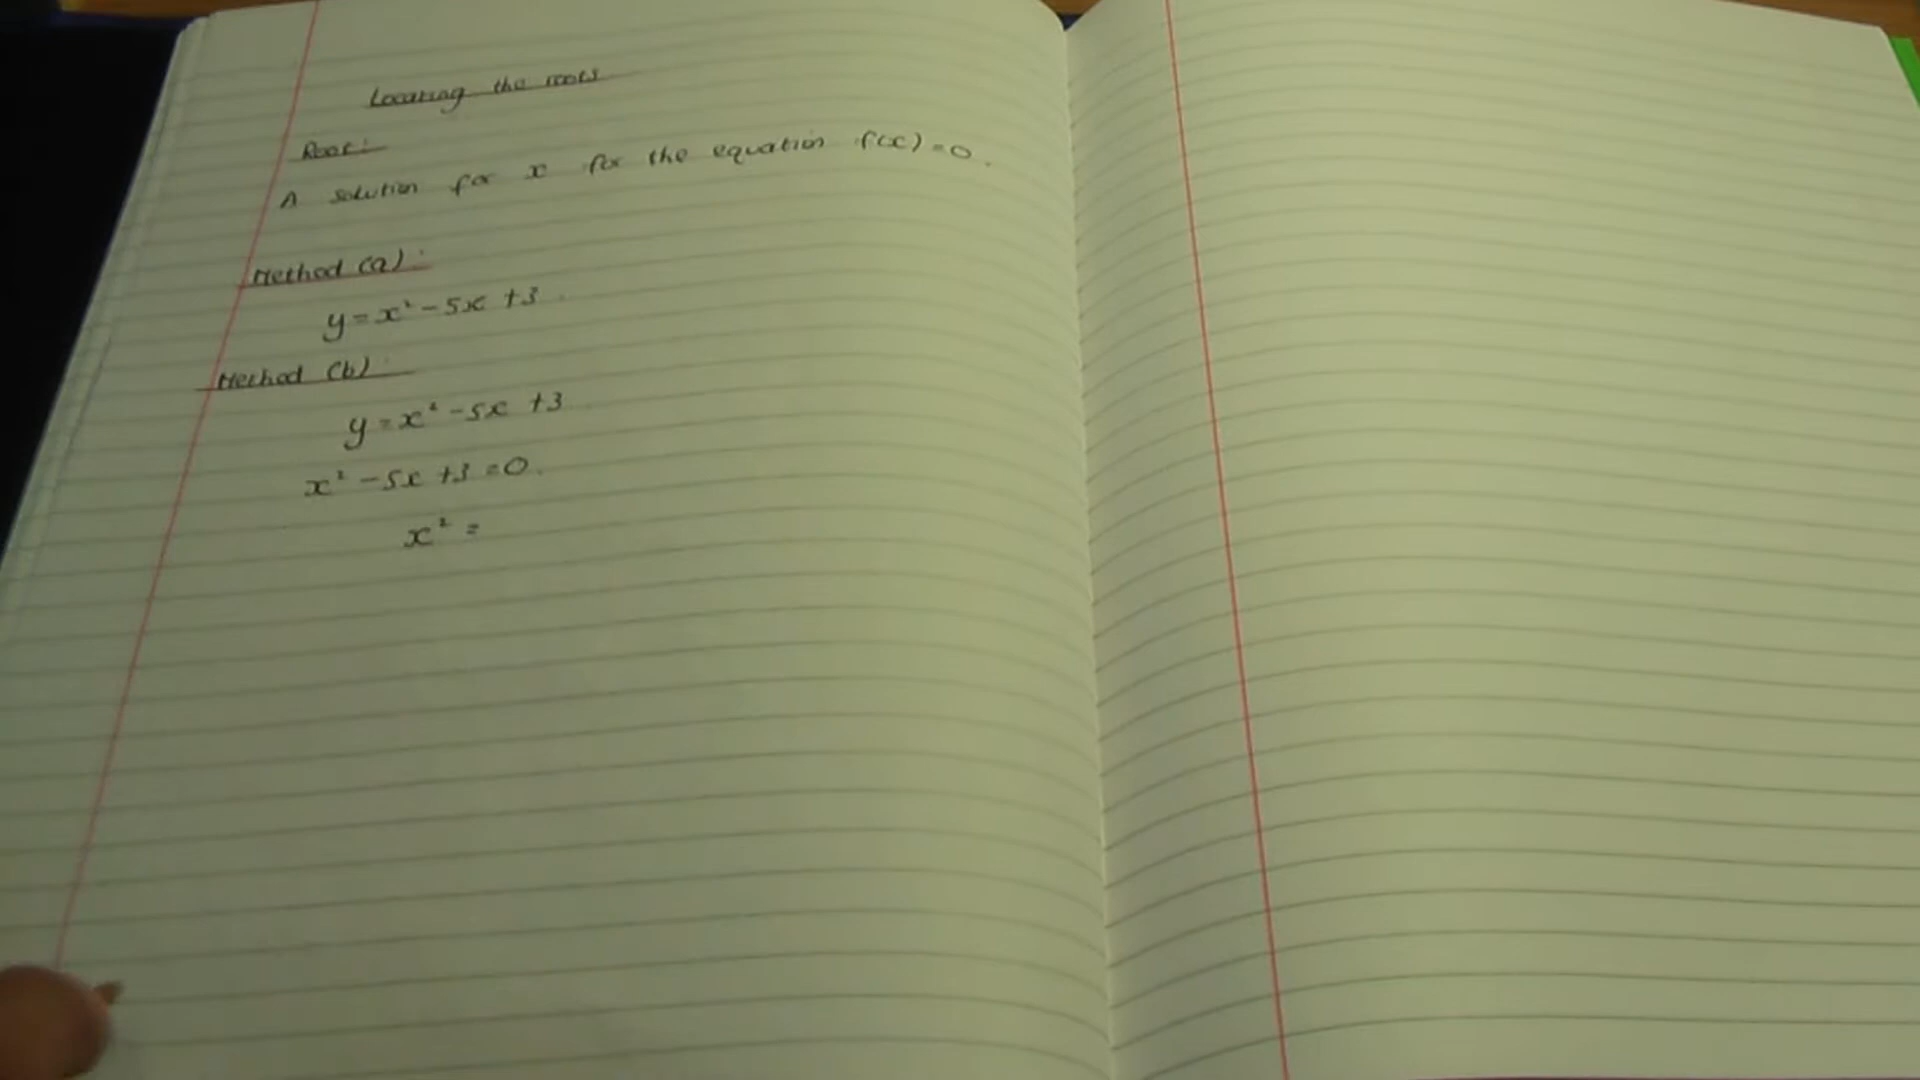 Locating the roots
Root:
A solution for x for the equation f(x)=0.
Method (a):
y = x² - 5x + 3.
Method (b):
y = x² - 5x + 3
x² - 5x + 3 = 0.
x² =